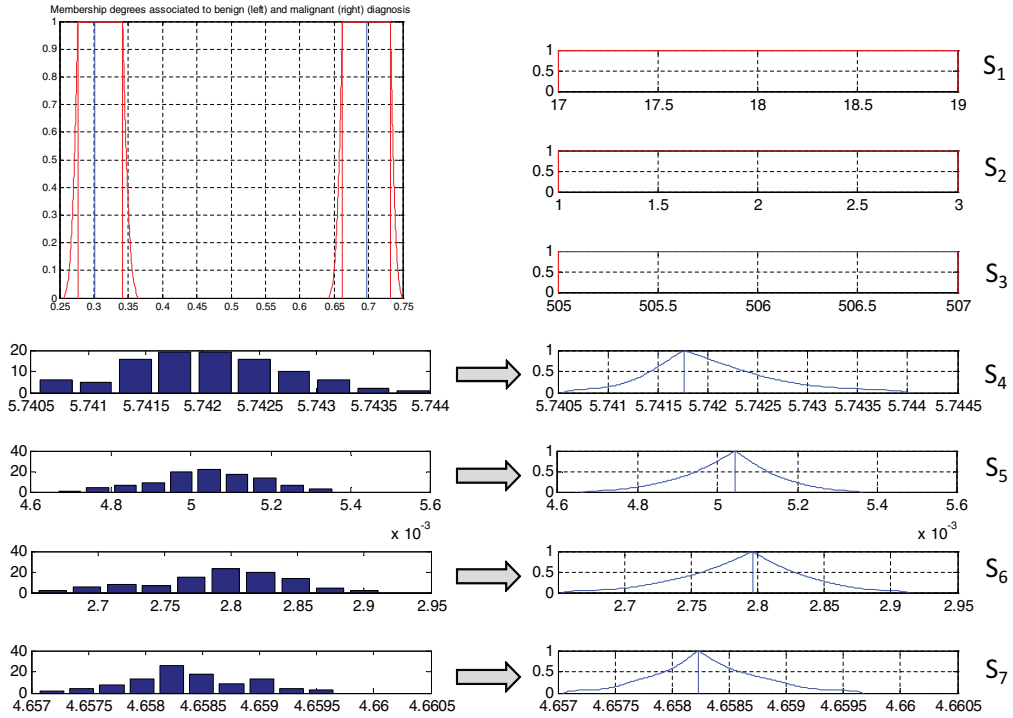 Membership degrees associated to benign (left) and malignant (right) diagnosis
1
0.9
0.8
0.7
0.6
0.5
0.4
0.3
0.2
0.1
0
0.25 0.3 0.35 0.4 0.45 0.5 0.55 0.6 0.65 0.7 0.75
1
0.5
0
17 17.5 18 18.5 19
S1
1
0.5
0
1 1.5 2 2.5 3
S2
1
0.5
0
505 505.5 506 506.5 507
S3
20
10
0
5.7405 5.741 5.7415 5.742 5.7425 5.743 5.7435 5.744
1
0.5
0
5.7405 5.741 5.7415 5.742 5.7425 5.743 5.7435 5.744 5.7445
S4
40
20
0
4.6 4.8 5 5.2 5.4 5.6
x 10-3
1
0.5
0
4.6 4.8 5 5.2 5.4 5.6
x 10-3
S5
40
20
0
2.7 2.75 2.8 2.85 2.9 2.95
1
0.5
0
2.7 2.75 2.8 2.85 2.9 2.95
S6
40
20
0
4.657 4.6575 4.658 4.6585 4.659 4.6595 4.66 4.6605
1
0.5
0
4.657 4.6575 4.658 4.6585 4.659 4.6595 4.66 4.6605
S7